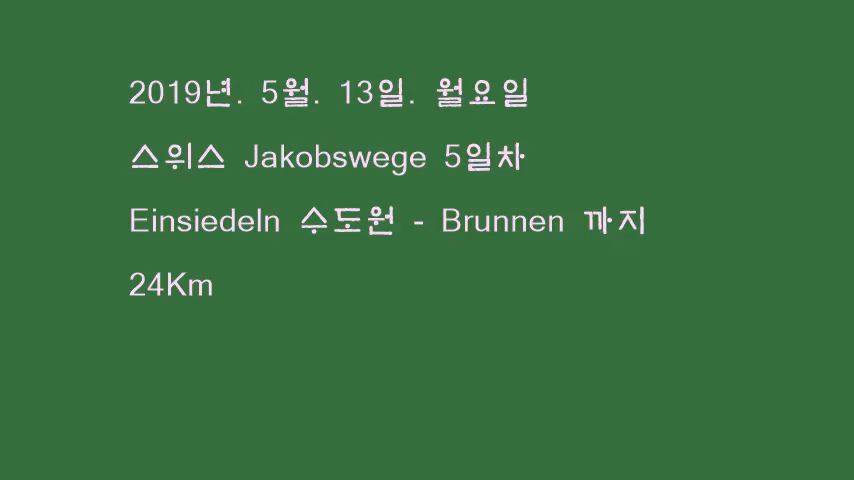 2019년. 5월. 13일. 월요일
스위스 Jakobswege 5일차
Einsiedeln 수도원 - Brunnen 까지
24Km